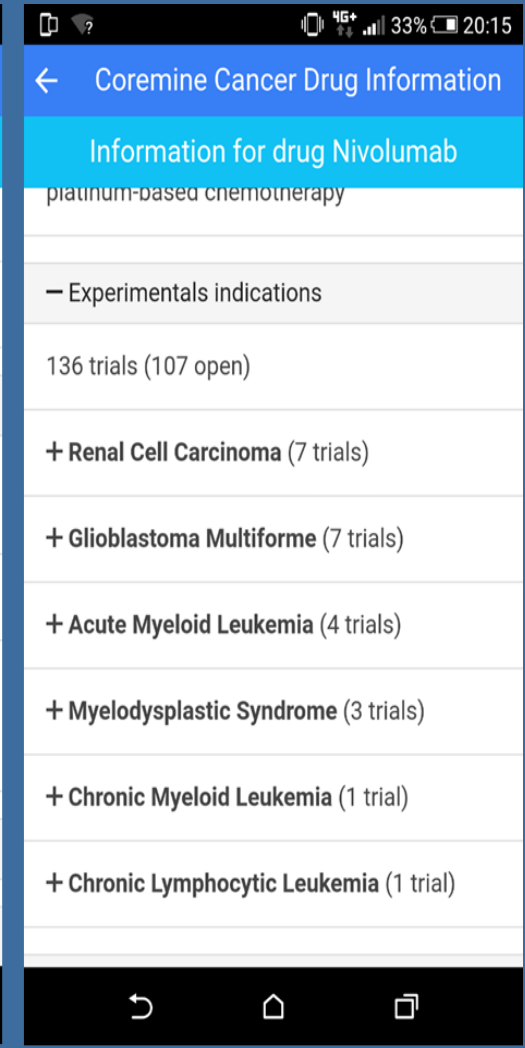 4G+ 33% 20:15
Coremine Cancer Drug Information
Information for drug Nivolumab
platinum-based chemotherapy
Experimentals indications
136 trials (107 open)
+ Renal Cell Carcinoma (7 trials)
+ Glioblastoma Multiforme (7 trials)
+ Acute Myeloid Leukemia (4 trials)
+ Myelodysplastic Syndrome (3 trials)
+ Chronic Myeloid Leukemia (1 trial)
+ Chronic Lymphocytic Leukemia (1 trial)